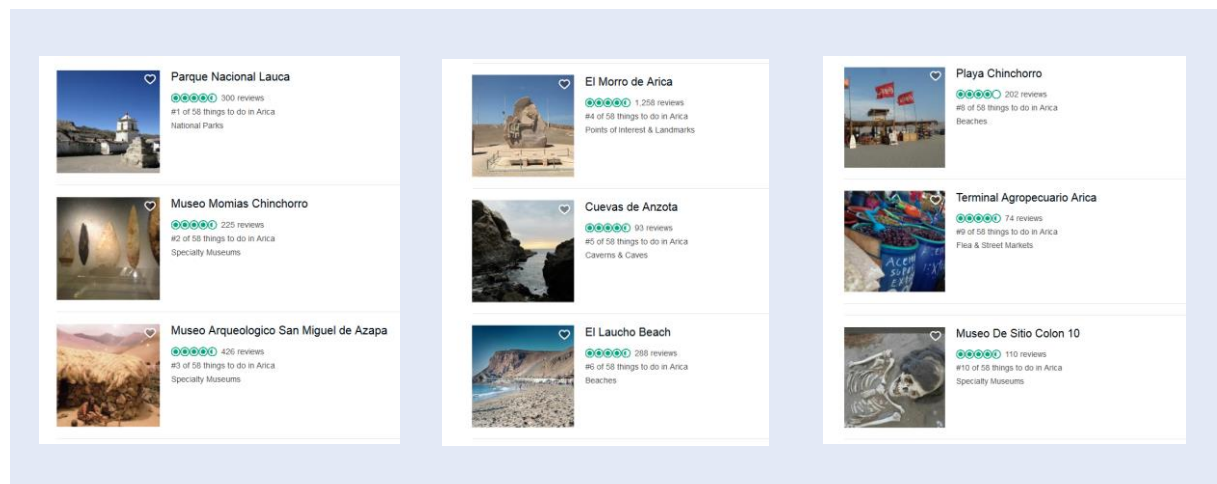 Parque Nacional Lauca
300 reviews
#1 of 58 things to do in Arica
National Parks
Museo Momias Chinchorro
225 reviews
#2 of 58 things to do in Arica
Specialty Museums
Museo Arqueologico San Miguel de Azapa
426 reviews
#3 of 58 things to do in Arica
Specialty Museums
El Morro de Arica
1,258 reviews
#4 of 58 things to do in Arica
Points of Interest & Landmarks
Cuevas de Anzota
93 reviews
#5 of 58 things to do in Arica
Caverns & Caves
El Laucho Beach
288 reviews
#6 of 58 things to do in Arica
Beaches
Playa Chinchorro
202 reviews
#8 of 58 things to do in Arica
Beaches
Terminal Agropecuario Arica
74 reviews
#9 of 58 things to do in Arica
Flea & Street Markets
Museo De Sitio Colon 10
110 reviews
#10 of 58 things to do in Arica
Specialty Museums